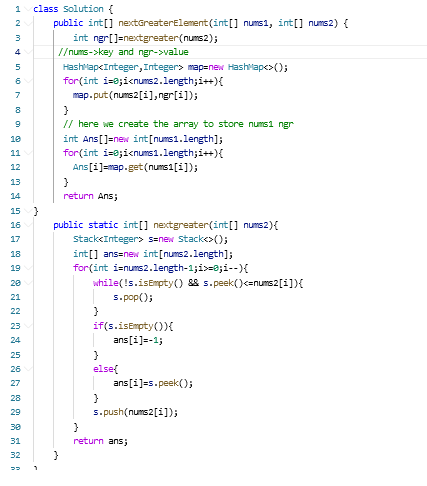 1 class Solution {
2 public int[] nextGreaterElement(int[] nums1, int[] nums2) {
3 int ngr[]=nextgreater(nums2);
4 //nums->key and ngr->value
5 HashMap<Integer,Integer> map=new HashMap<>();
6 for(int i=0;i<nums2.length;i++){
7 map.put(nums2[i],ngr[i]);
8 }
9 // here we create the array to store nums1 ngr
10 int Ans[]=new int[nums1.length];
11 for(int i=0;i<nums1.length;i++){
12 Ans[i]=map.get(nums1[i]);
13 }
14 return Ans;
15 }
16 public static int[] nextgreater(int[] nums2){
17 Stack<Integer> s=new Stack<>();
18 int[] ans=new int[nums2.length];
19 for(int i=nums2.length-1;i>=0;i--){
20 while(!s.isEmpty() && s.peek()<=nums2[i]){
21 s.pop();
22 }
23 if(s.isEmpty()){
24 ans[i]=-1;
25 }
26 else{
27 ans[i]=s.peek();
28 }
29 s.push(nums2[i]);
30 }
31 return ans;
32 }
33 }